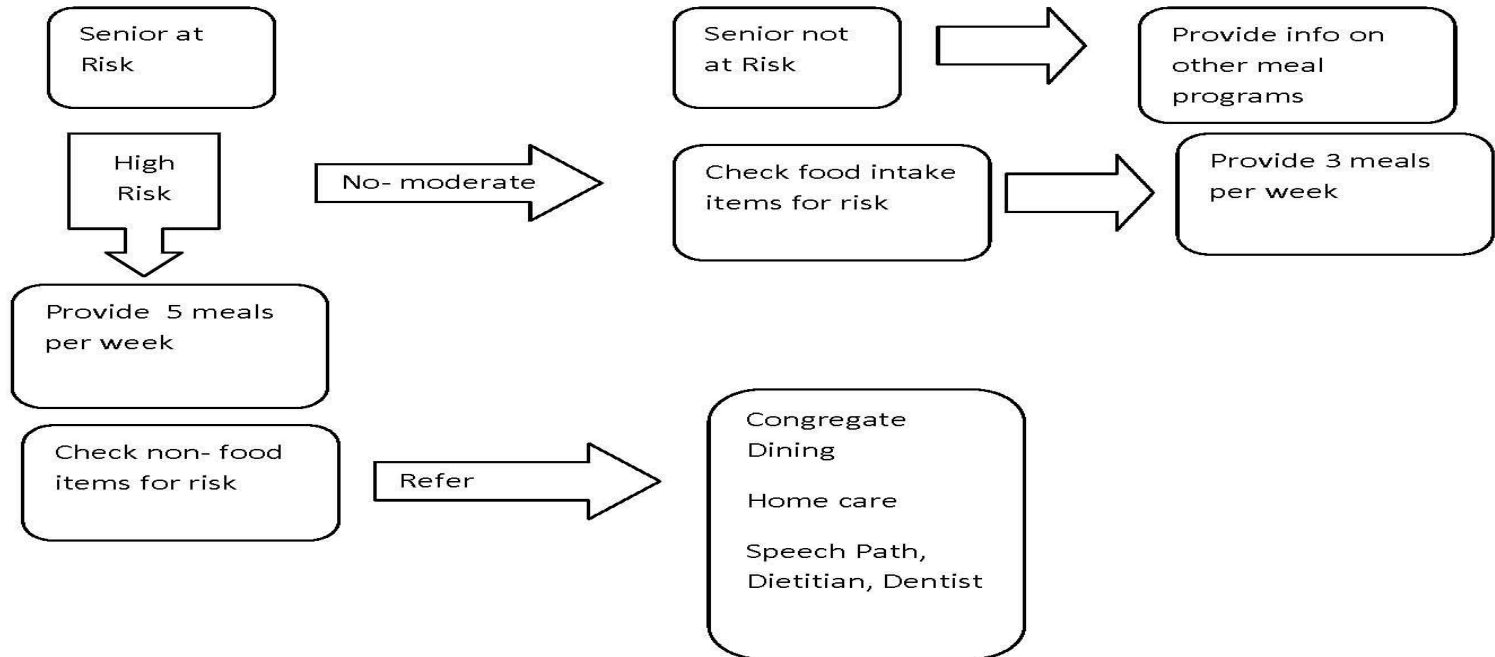 Senior at
Risk
Senior not
at Risk
Provide info on
other meal
programs
High
Risk
No- moderate
Check food intake
items for risk
Provide 3 meals
per week
Provide  5 meals
per week
Check non- food
items for risk
Refer
Congregate
Dining
Home care
Speech Path,
Dietitian, Dentist